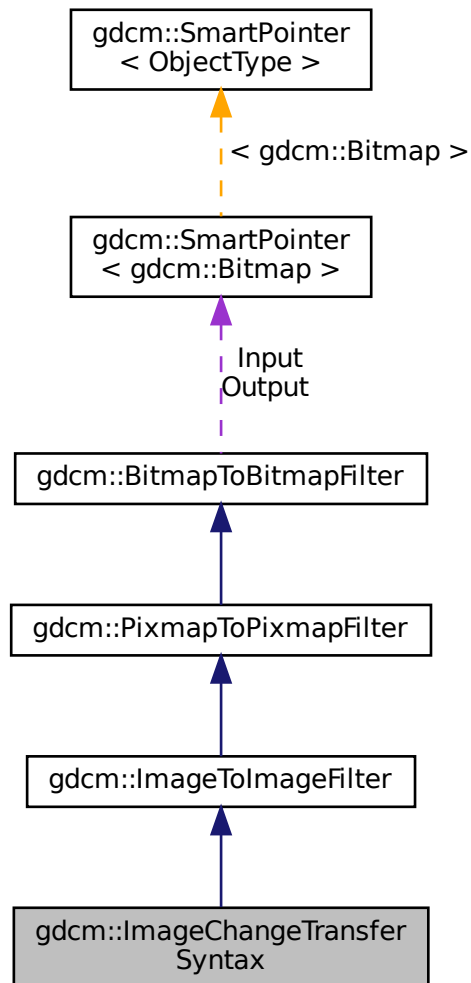 gdcm::SmartPointer
< ObjectType >
< gdcm::Bitmap >
gdcm::SmartPointer
< gdcm::Bitmap >
Input
Output
gdcm::BitmapToBitmapFilter
gdcm::PixmapToPixmapFilter
gdcm::ImageToImageFilter
gdcm::ImageChangeTransfer
Syntax